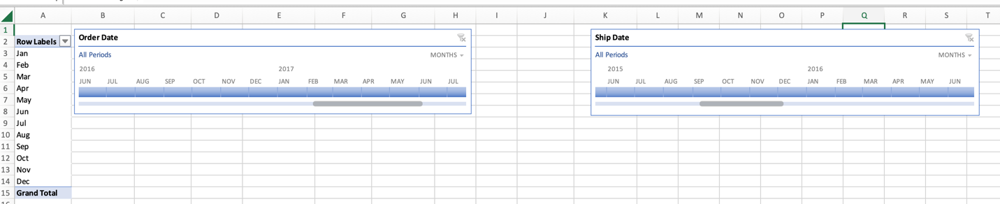 A B C D E F G H I J K L M N O P Q R S T
1
2 Row Labels
3 Jan
4 Feb
5 Mar
6 Apr
7 May
8 Jun
9 Jul
10 Aug
11 Sep
12 Oct
13 Nov
14 Dec
15 Grand Total
Order Date
All Periods MONTHS
2016 2017
JUN JUL AUG SEP OCT NOV DEC JAN FEB MAR APR MAY JUN JUL
Ship Date
All Periods MONTHS
2015 2016
JUN JUL AUG SEP OCT NOV DEC JAN FEB MAR APR MAY JUN